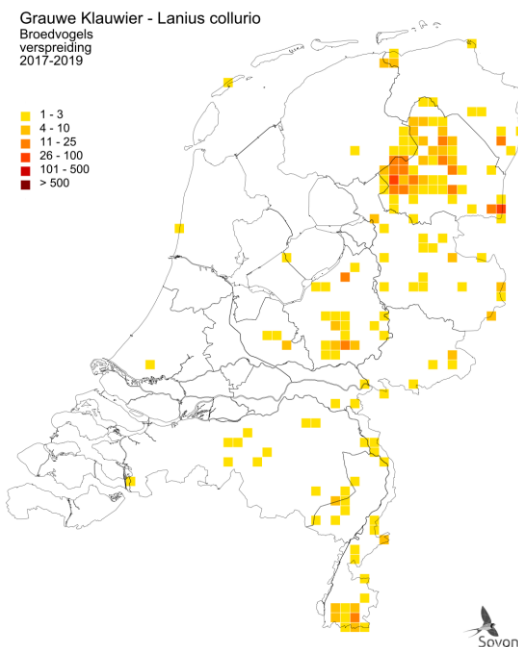 Grauwe Klauwier - Lanius collurio
Broedvogels
verspreiding
2017-2019
1 - 3
4 - 10
11 - 25
26 - 100
101 - 500
> 500
Sovon